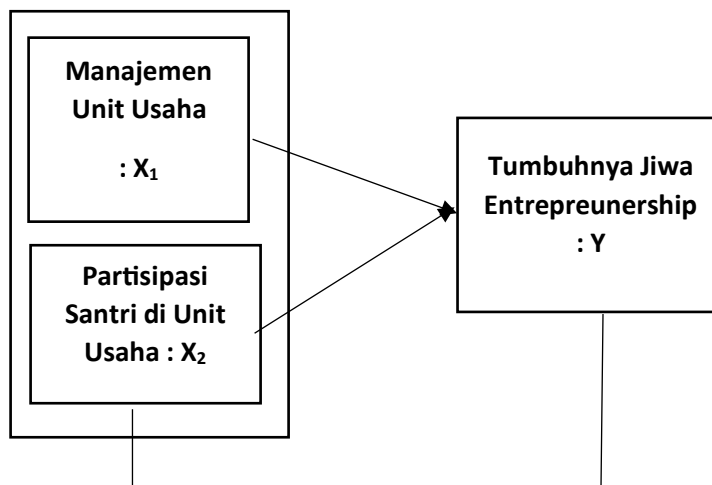 Manajemen
Unit Usaha
: X₁
Partisipasi
Santri di Unit
Usaha : X₂
Tumbuhnya Jiwa
Entrepreunership
: Y